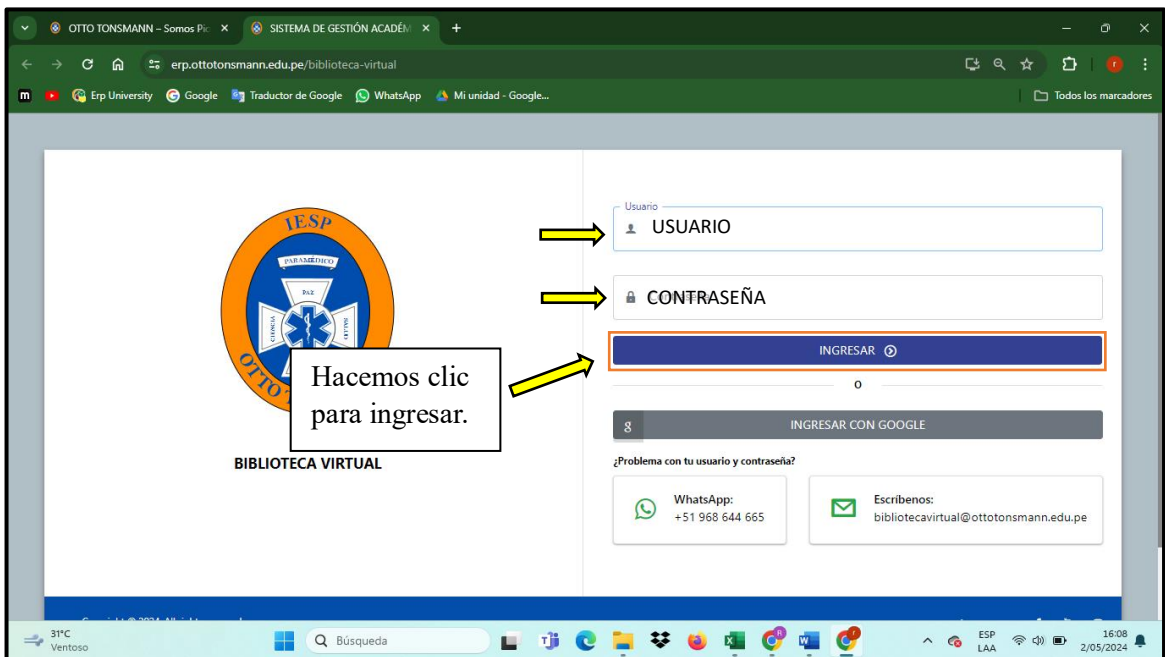 OTTO TONSMANN – Somos Pio
SISTEMA DE GESTIÓN ACADÉM
erp.ottotonsmann.edu.pe/biblioteca-virtual
Erp University
Google
Traductor de Google
WhatsApp
Mi unidad - Google...
Todos los marcadores
IESP
PARAMÉDICO
PAZ
CIENCIA
Usuario
USUARIO
CONTRASEÑA
INGRESAR
O
INGRESAR CON GOOGLE
Hacemos clic
para ingresar.
BIBLIOTECA VIRTUAL
¿Problema con tu usuario y contraseña?
WhatsApp:
+51 968 644 665
Escríbenos:
bibliotecavirtual@ottotonsmann.edu.pe
31°C
Ventoso
Búsqueda
ESP
LAA
16:08
2/05/2024